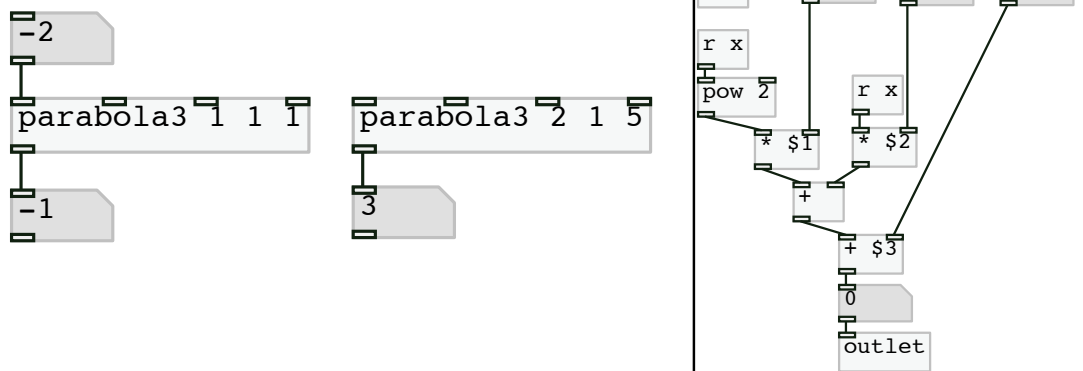 -2
parabola3 1 1 1
-1
parabola3 2 1 5
3
r x
pow 2
* $1
r x
* $2
+
+ $3
0
outlet